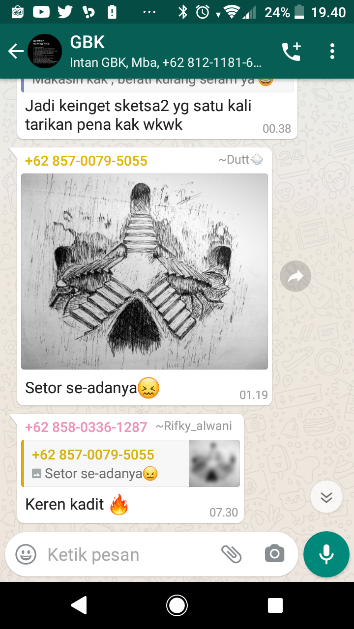 24% 19.40
GBK
Intan GBK, Mba, +62 812-1181-6...
Makasih kak , berati kurang seram ya 😄
Jadi keinget sketsa2 yg satu kali
tarikan pena kak wkwk
00.38
+62 857-0079-5055 ~Dutt☁
Setor se-adanya😖
01.19
+62 858-0336-1287 ~Rifky_alwani
+62 857-0079-5055
Setor se-adanya😖
Keren kadit 🔥
07.30
Ketik pesan